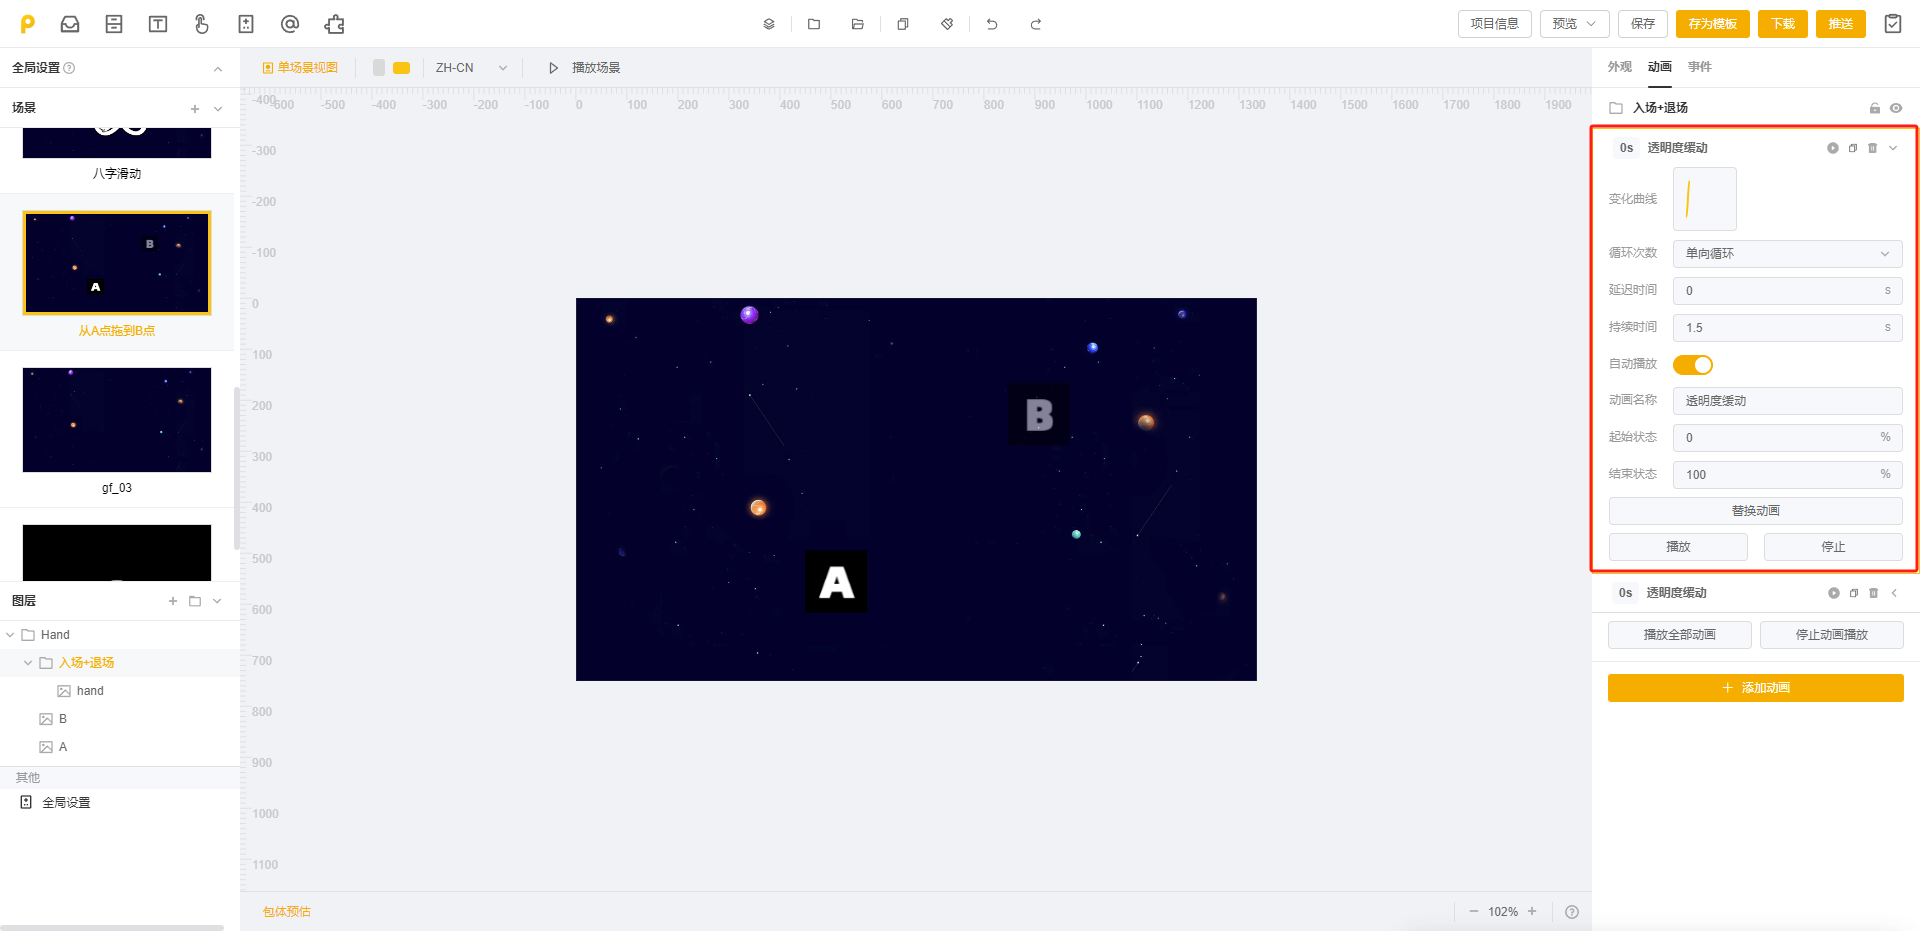 项目信息
预览
保存
存为模板
下载
推送
全局设置
单场景视图
ZH-CN
播放场景
外观 动画 事件
场景
-400
-600 -500 -400 -300 -200 -100 0 100 200 300 400 500 600 700 800 900 1000 1100 1200 1300 1400 1500 1600 1700 1800 1900
入场+退场
八字滑动
B
A
从A点拖到B点
gf_03
-300
-200
-100
0
100
200
300
400
500
600
700
800
900
1000
1100
B
A
0s 透明度缓动
变化曲线
循环次数 单向循环
延迟时间 0 s
持续时间 1.5 s
自动播放
动画名称 透明度缓动
起始状态 0 %
结束状态 100 %
替换动画
播放 停止
0s 透明度缓动
播放全部动画 停止动画播放
添加动画
图层
Hand
入场+退场
hand
B
A
其他
全局设置
包体预估
102%